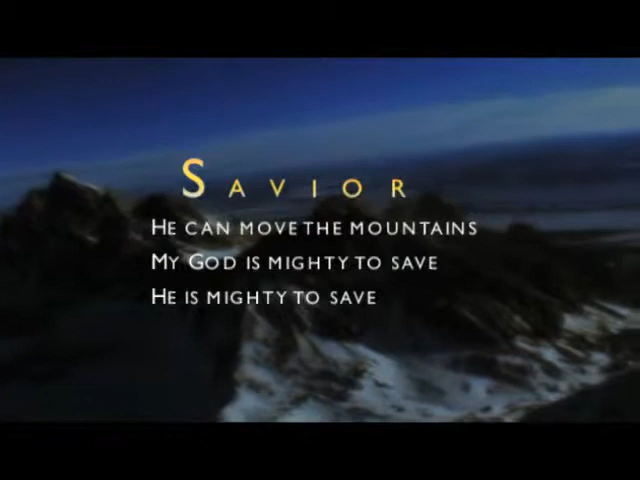 SAVIOR
HE CAN MOVE THE MOUNTAINS
MY GOD IS MIGHTY TO SAVE
HE IS MIGHTY TO SAVE